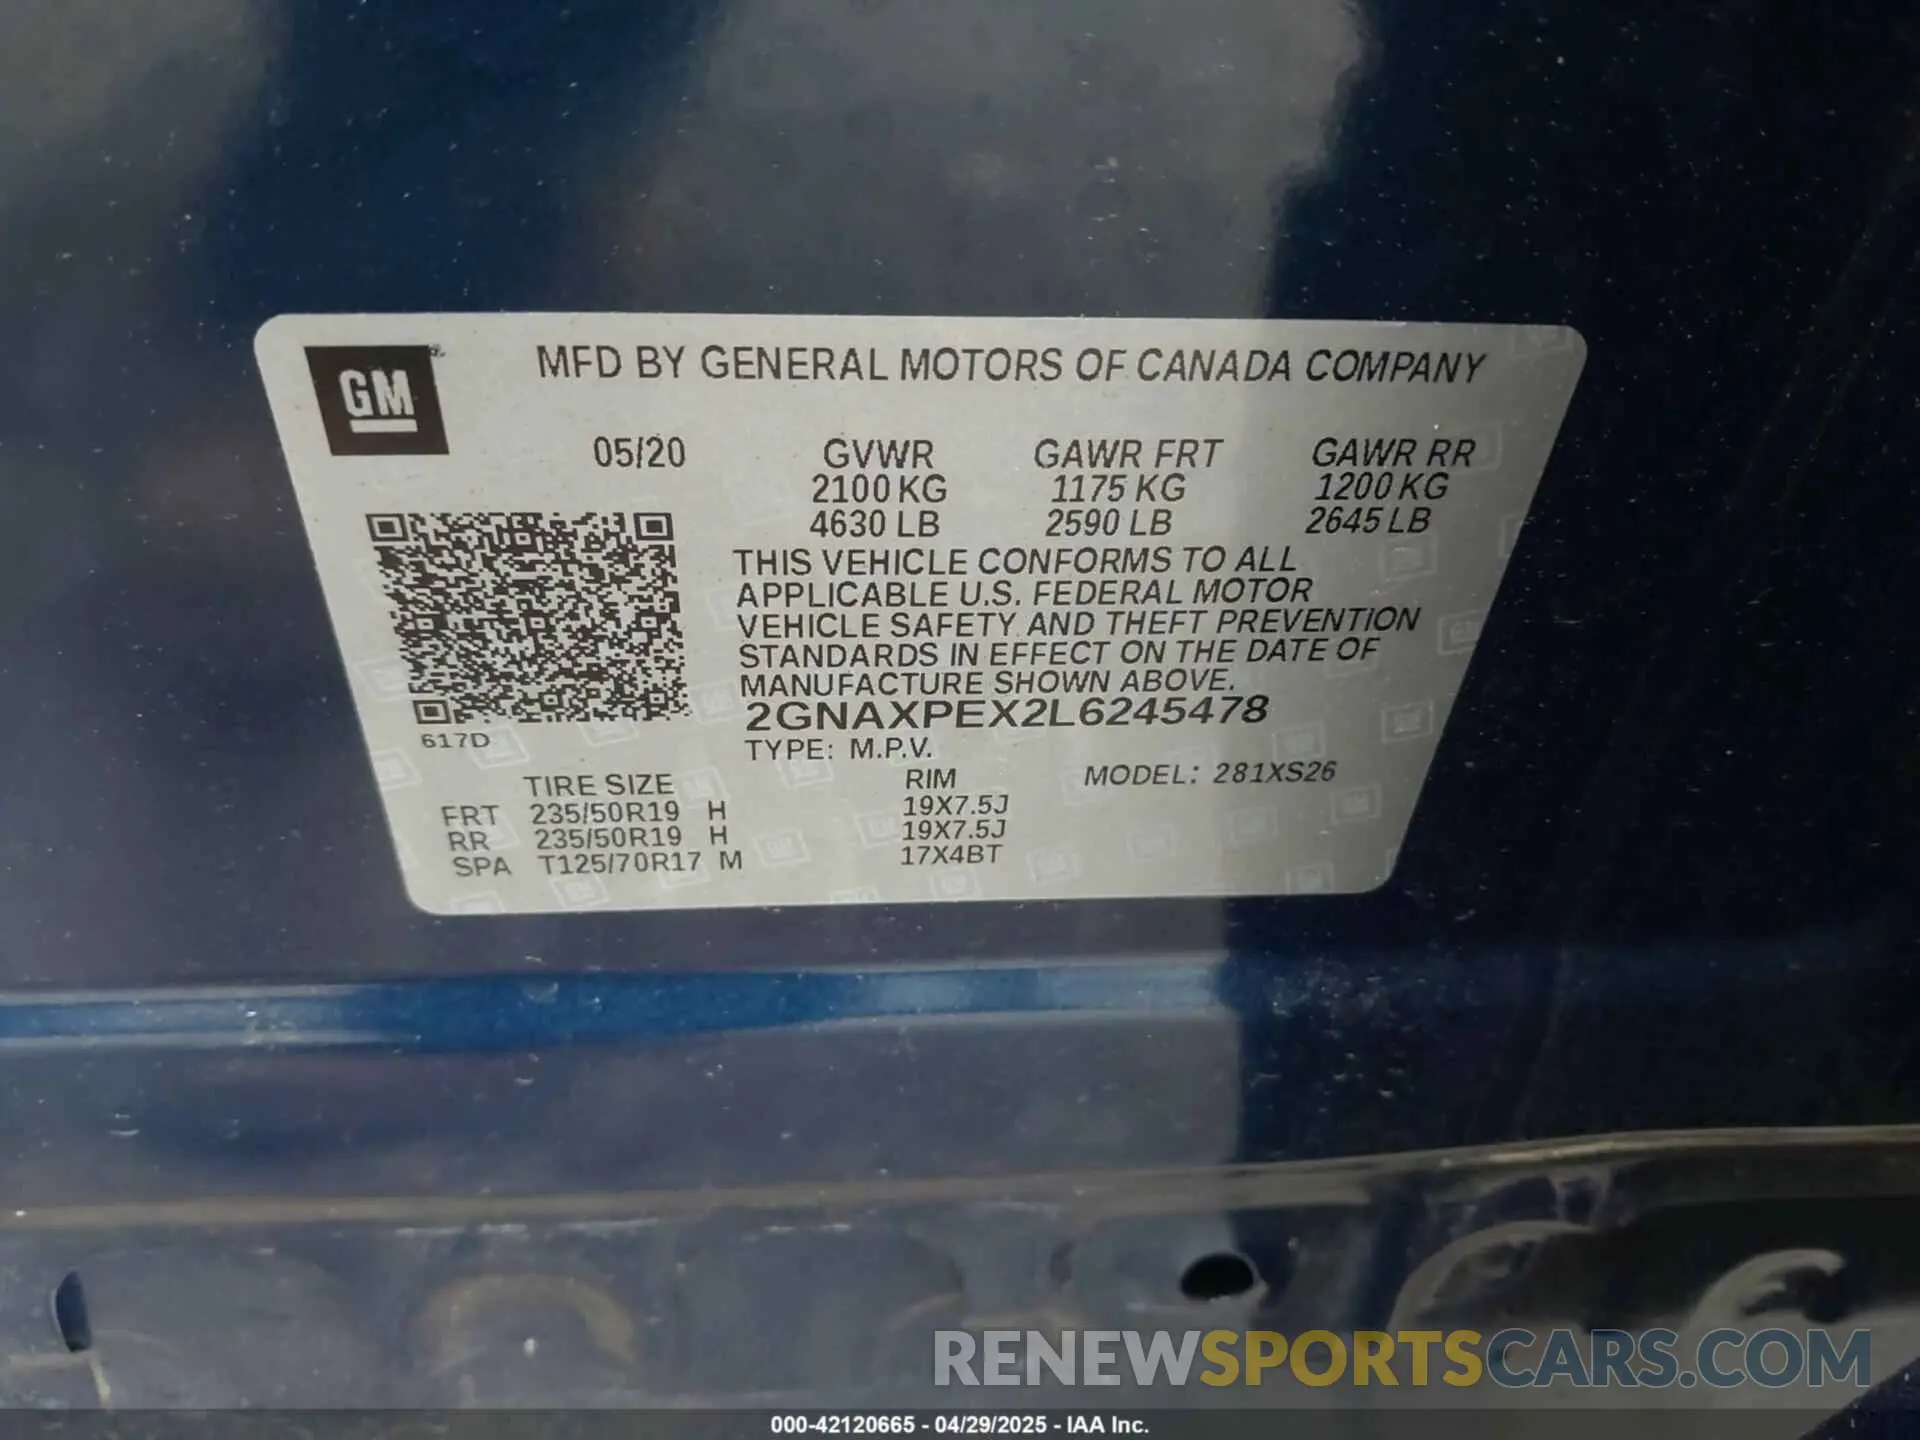 GM
MFD BY GENERAL MOTORS OF CANADA COMPANY
05/20 GVWR GAWR FRT GAWR RR
2100 KG 1175 KG 1200 KG
4630 LB 2590 LB 2645 LB
THIS VEHICLE CONFORMS TO ALL
APPLICABLE U.S. FEDERAL MOTOR
VEHICLE SAFETY AND THEFT PREVENTION
STANDARDS IN EFFECT ON THE DATE OF
MANUFACTURE SHOWN ABOVE.
2GNAXPEX2L6245478
617D
TYPE: M.P.V.
TIRE SIZE RIM MODEL: 281XS26
FRT 235/50R19 H 19X7.5J
RR 235/50R19 H 19X7.5J
SPA T125/70R17 M 17X4BT
RENEWSPORTSCARS.COM
000-42120665 - 04/29/2025 - IAA Inc.